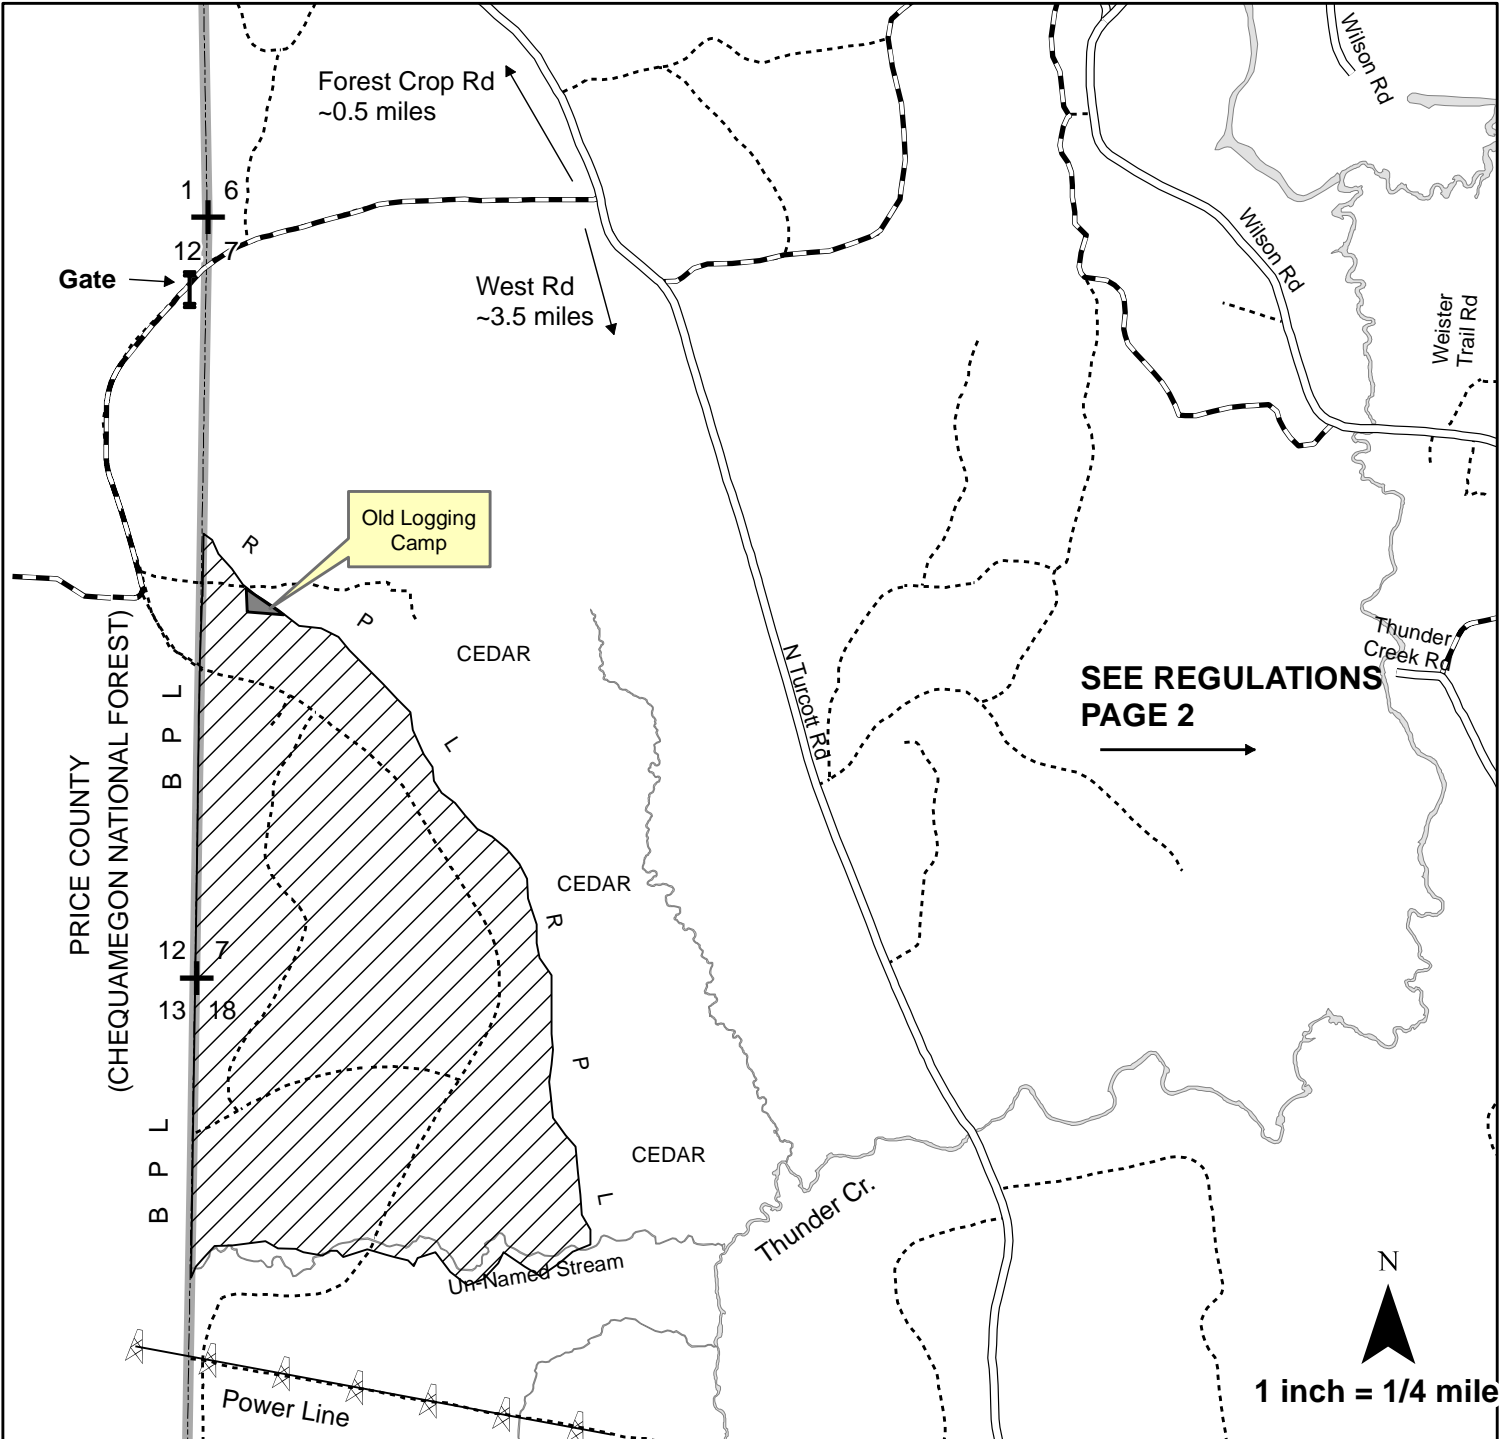 Wilson Rd
Forest Crop Rd
~0.5 miles
1 6
12 7
Gate
West Rd
~3.5 miles
Wilson Rd
Weister
Trail Rd
Old Logging
Camp
R
P
L
R
P
L
CEDAR
CEDAR
CEDAR
N Turcott Rd
Thunder
Creek Rd
SEE REGULATIONS
PAGE 2
PRICE COUNTY
(CHEQUAMEGON NATIONAL FOREST)
B P L
12 7
13 18
B P L
Thunder Cr.
Un-Named Stream
Power Line
N
1 inch = 1/4 mile